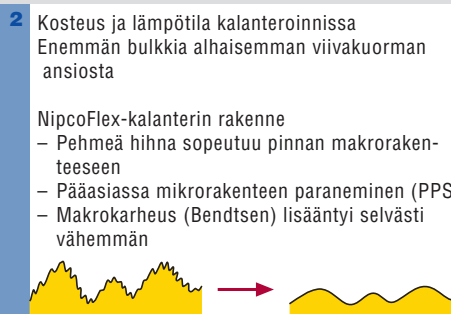 2 Kosteus ja lämpötila kalanteroinnissa
Enemmän bulkkia alhaisemman viivakuorman
ansiosta
NipcoFlex-kalanterin rakenne
– Pehmeä hihna sopeutuu pinnan makroraken-
teeseen
– Pääasiassa mikrorakenteen paraneminen (PPS
– Makrokarheus (Bendtsen) lisääntyi selvästi
vähemmän